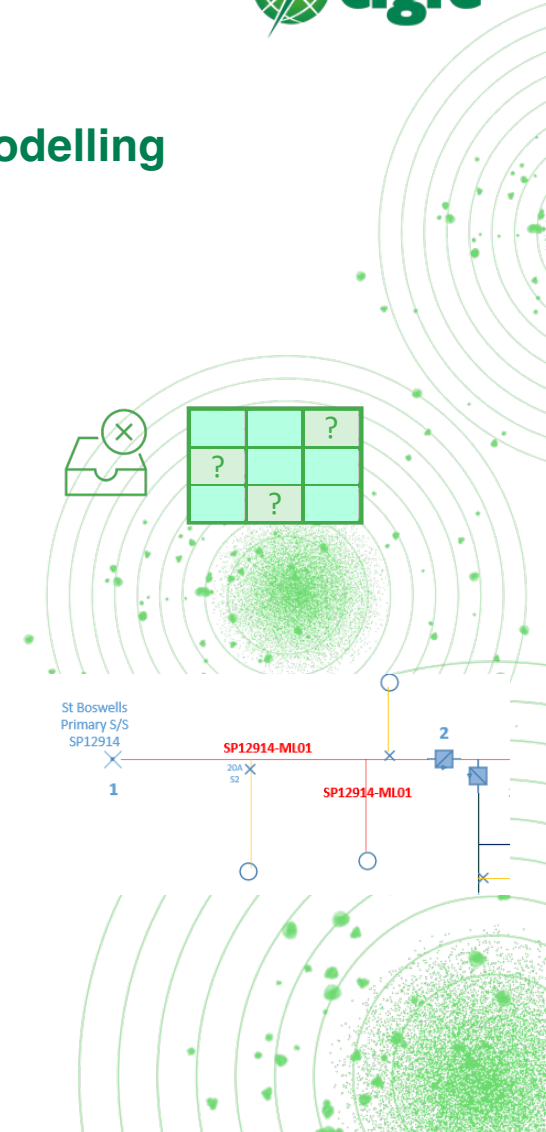 odelling
?
?
?
St Boswells
Primary S/S
SP12914
1
SP12914-ML01
20A
S2
SP12914-ML01
2